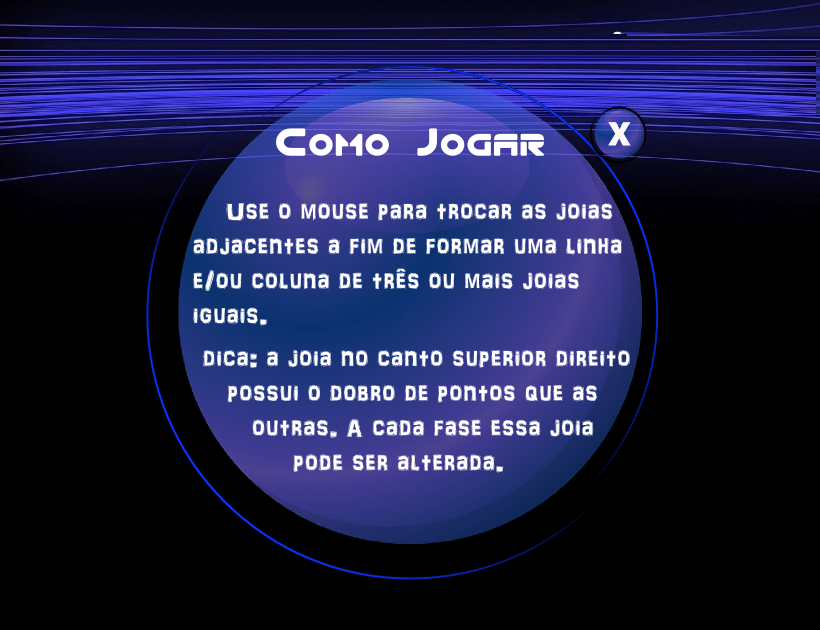 Como Jogar
X
Use o mouse para trocar as joias
adjacentes a fim de formar uma linha
e/ou coluna de três ou mais joias
iguais.
Dica: a joia no canto superior direito
possui o dobro de pontos que as
outras. A cada fase essa joia
pode ser alterada.